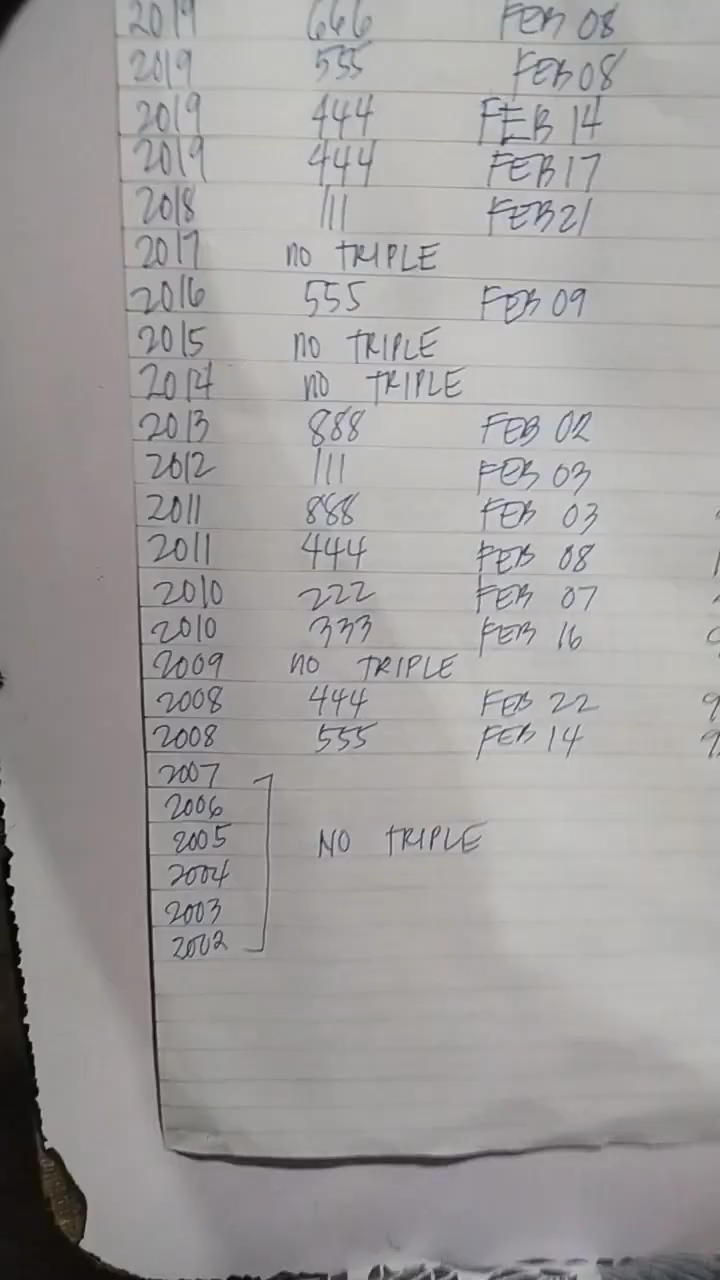 2019 666 FEB 08
2019 555 FEB 08
2019 444 FEB 14
2019 444 FEB 17
2018 111 FEB 21
2017 no TRIPLE
2016 555 FEB 09
2015 no TRIPLE
2014 no TRIPLE
2013 888 FEB 02
2012 111 FEB 03
2011 888 FEB 03
2011 444 FEB 08
2010 222 FEB 07
2010 333 FEB 16
2009 no TRIPLE
2008 444 FEB 22
2008 555 FEB 14
2007
2006
2005 NO TRIPLE
2004
2003
2002